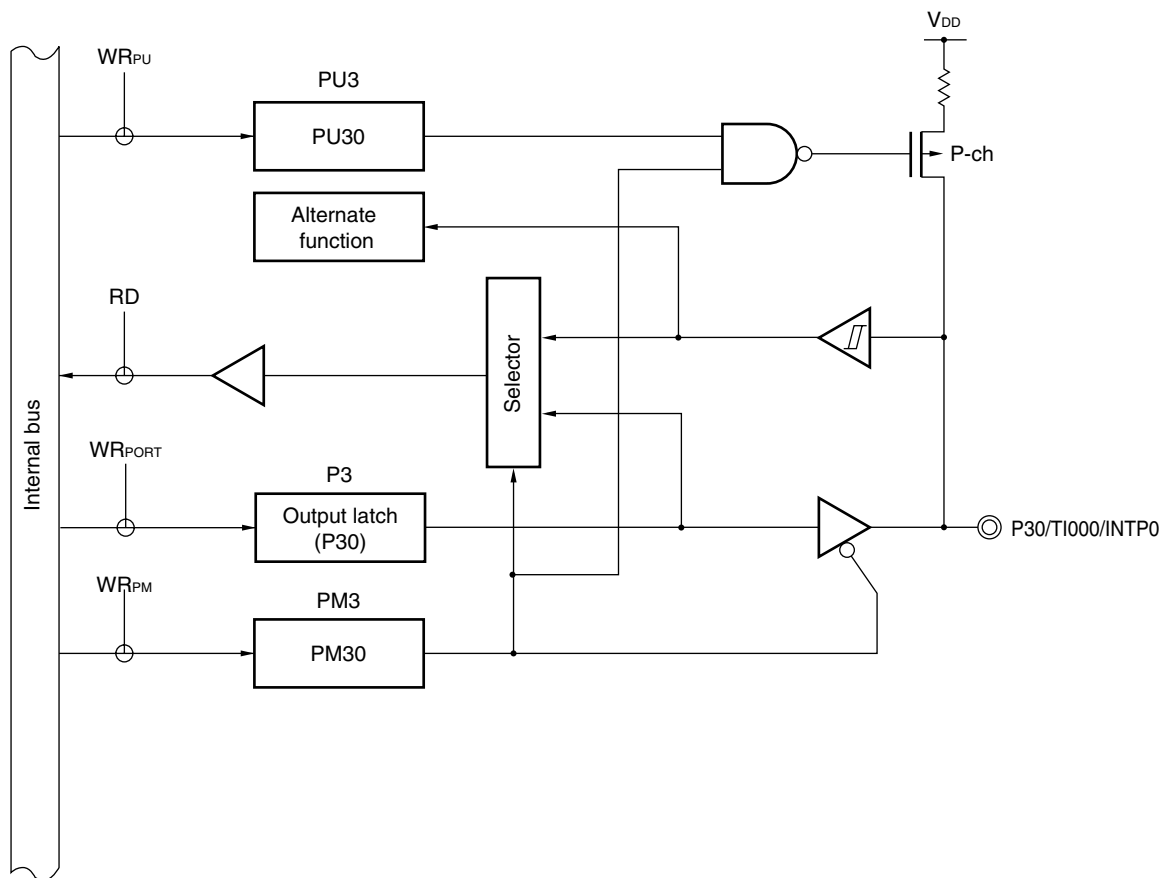 VDD
WRPU
PU3
PU30
P-ch
Alternate
function
RD
Selector
Internal bus
WRPORT
P3
Output latch
(P30)
P30/TI000/INTP0
WRPM
PM3
PM30